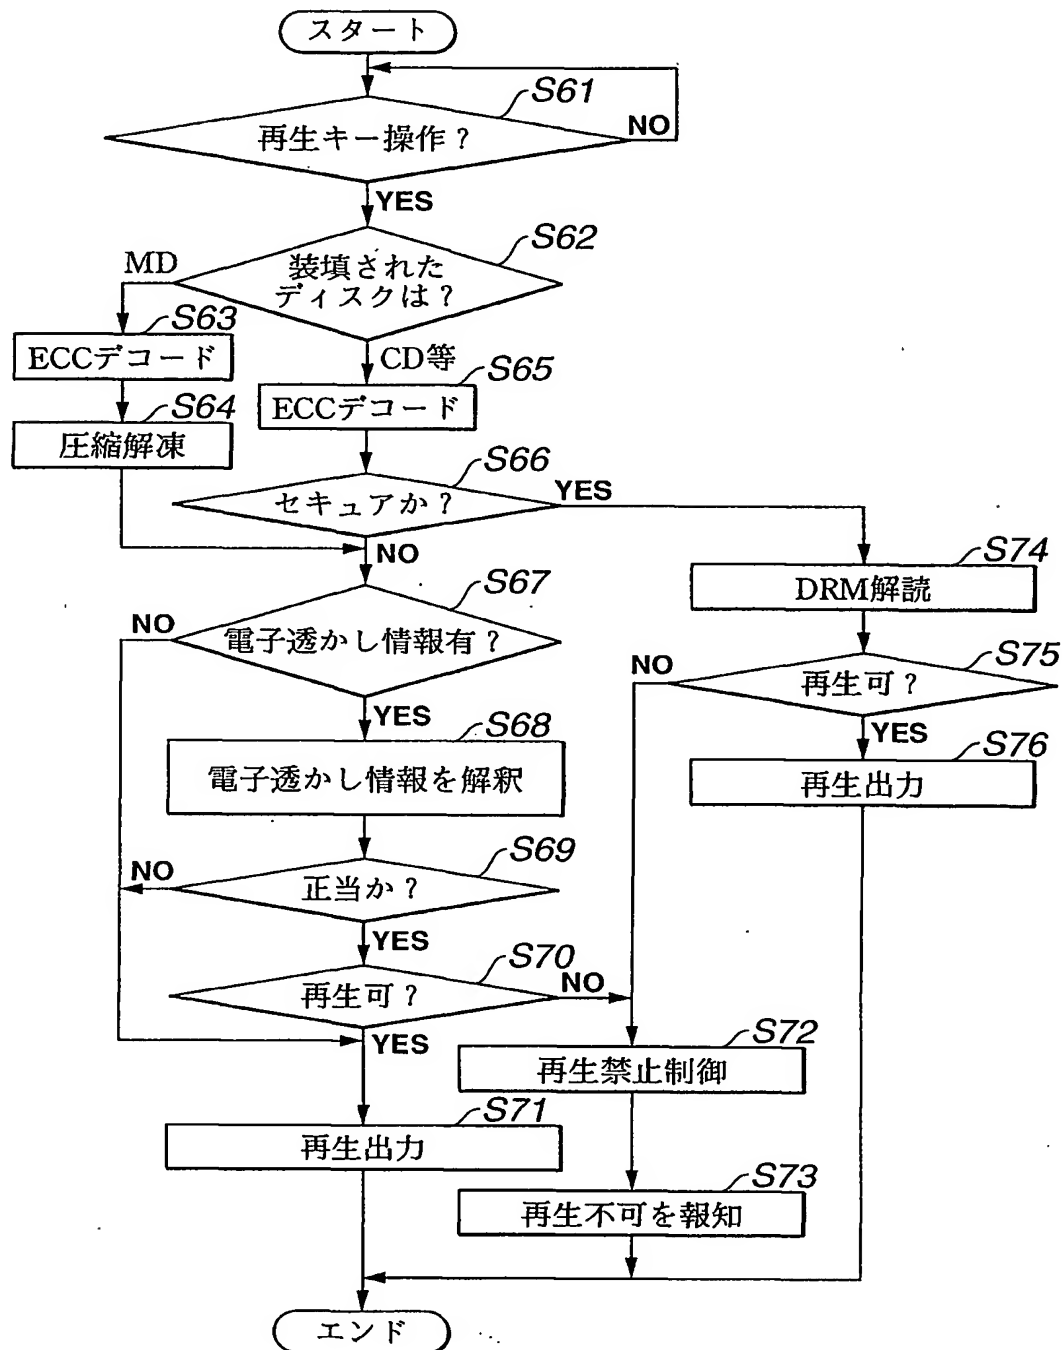 スタート
S61
再生キー操作？
NO
YES
S62
MD
装填された
ディスクは？
S63
ECCデコード
CD等
S65
ECCデコード
S64
圧縮解凍
S66
セキュアか？
YES
NO
S74
DRM解読
S67
NO
電子透かし情報有？
S75
NO
再生可？
YES
YES
S68
電子透かし情報を解釈
S76
再生出力
S69
NO
正当か？
YES
S70
再生可？
NO
YES
S72
再生禁止制御
S71
再生出力
S73
再生不可を報知
エンド